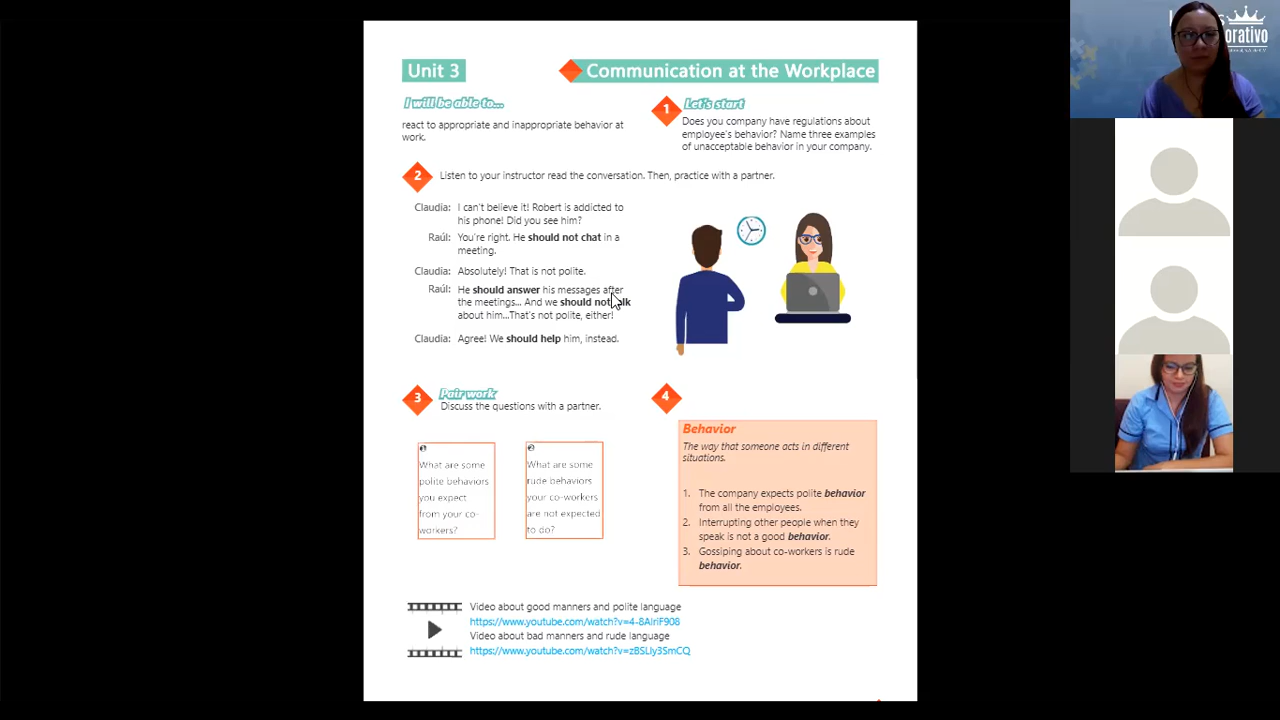 Unit 3
Communication at the Workplace
I will be able to...
react to appropriate and inappropriate behavior at
work.
1
Let's start
Does you company have regulations about
employee's behavior? Name three examples
of unacceptable behavior in your company.
2
Listen to your instructor read the conversation. Then, practice with a partner.
Claudia: I can't believe it! Robert is addicted to
his phone! Did you see him?
Raúl: You're right. He should not chat in a
meeting.
Claudia: Absolutely! That is not polite.
Raúl: He should answer his messages after
the meetings... And we should not talk
about him...That's not polite, either!
Claudia: Agree! We should help him, instead.
3
Pair work
Discuss the questions with a partner.
What are some
polite behaviors
you expect
from your co-
workers?
What are some
rude behaviors
your co-workers
are not expected
to do?
4
Behavior
The way that someone acts in different
situations.
1. The company expects polite behavior
from all the employees.
2. Interrupting other people when they
speak is not a good behavior.
3. Gossiping about co-workers is rude
behavior.
Video about good manners and polite language
https://www.youtube.com/watch?v=4-8AIriF908
Video about bad manners and rude language
https://www.youtube.com/watch?v=zBSLIy3SmCQ
orativo